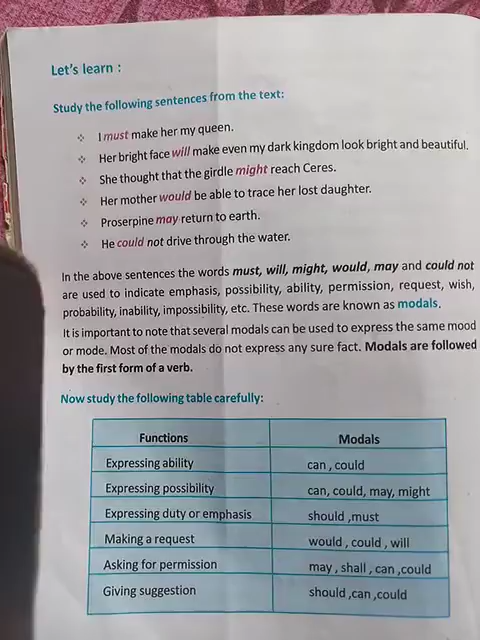 Let's learn :
Study the following sentences from the text:
❖ I must make her my queen.
❖ Her bright face will make even my dark kingdom look bright and beautiful.
❖ She thought that the girdle might reach Ceres.
❖ Her mother would be able to trace her lost daughter.
❖ Proserpine may return to earth.
❖ He could not drive through the water.
In the above sentences the words must, will, might, would, may and could not
are used to indicate emphasis, possibility, ability, permission, request, wish,
probability, inability, impossibility, etc. These words are known as modals.
It is important to note that several modals can be used to express the same mood
or mode. Most of the modals do not express any sure fact. Modals are followed
by the first form of a verb.
Now study the following table carefully:
Functions Modals
Expressing ability can , could
Expressing possibility can, could, may, might
Expressing duty or emphasis should ,must
Making a request would , could , will
Asking for permission may , shall , can ,could
Giving suggestion should ,can ,could